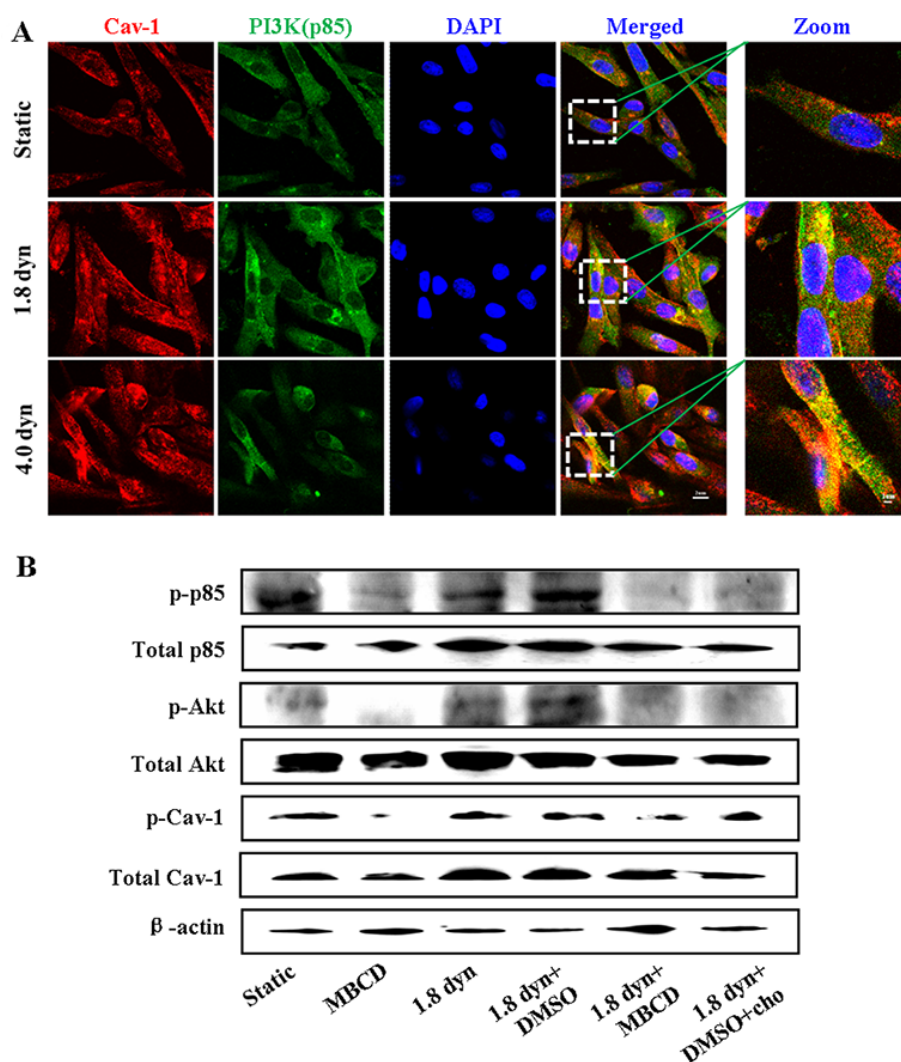 A
Cav-1 PI3K(p85) DAPI Merged Zoom
Static
1.8 dyn
4.0 dyn
B
p-p85
Total p85
p-Akt
Total Akt
p-Cav-1
Total Cav-1
β-actin
Static
MBCD
1.8 dyn
1.8 dyn+
DMSO
1.8 dyn+
MBCD
1.8 dyn+
DMSO+cho